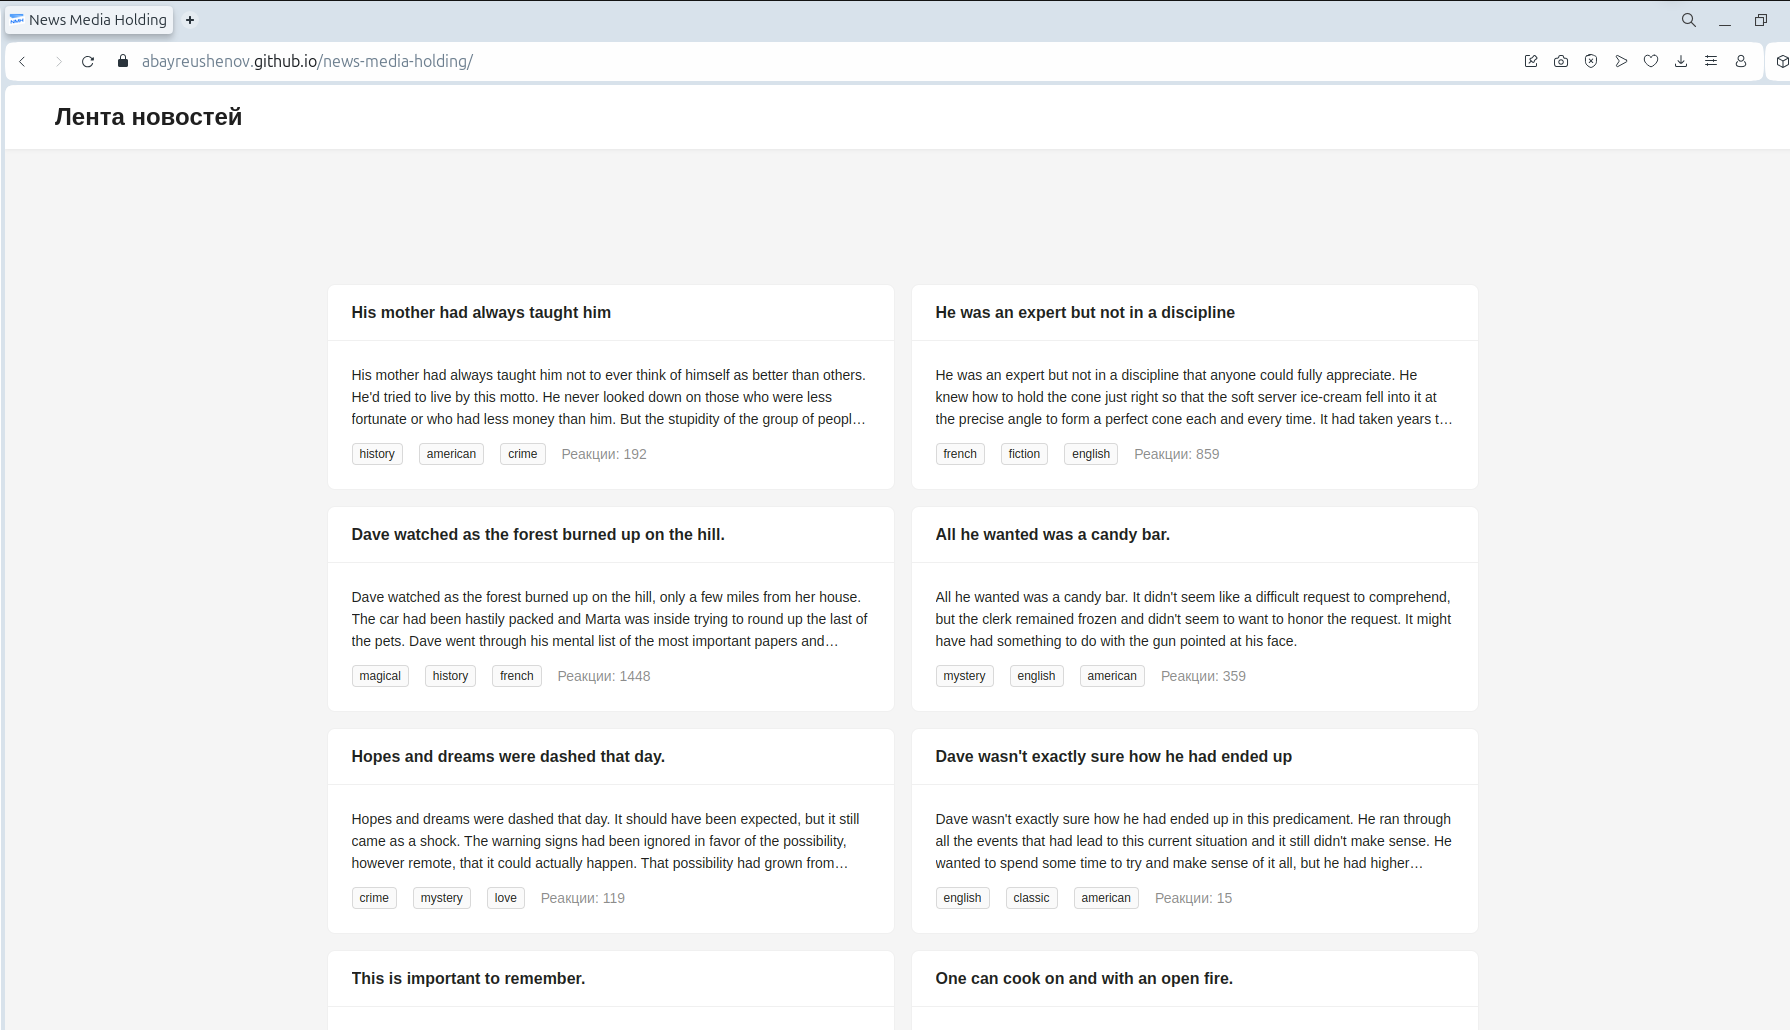 News Media Holding
abayreushenov.github.io/news-media-holding/
Лента новостей
His mother had always taught him
His mother had always taught him not to ever think of himself as better than others.
He'd tried to live by this motto. He never looked down on those who were less
fortunate or who had less money than him. But the stupidity of the group of peopl…
history american crime Реакции: 192
He was an expert but not in a discipline
He was an expert but not in a discipline that anyone could fully appreciate. He
knew how to hold the cone just right so that the soft server ice-cream fell into it at
the precise angle to form a perfect cone each and every time. It had taken years t…
french fiction english Реакции: 859
Dave watched as the forest burned up on the hill.
Dave watched as the forest burned up on the hill, only a few miles from her house.
The car had been hastily packed and Marta was inside trying to round up the last of
the pets. Dave went through his mental list of the most important papers and…
magical history french Реакции: 1448
All he wanted was a candy bar.
All he wanted was a candy bar. It didn't seem like a difficult request to comprehend,
but the clerk remained frozen and didn't seem to want to honor the request. It might
have had something to do with the gun pointed at his face.
mystery english american Реакции: 359
Hopes and dreams were dashed that day.
Hopes and dreams were dashed that day. It should have been expected, but it still
came as a shock. The warning signs had been ignored in favor of the possibility,
however remote, that it could actually happen. That possibility had grown from…
crime mystery love Реакции: 119
Dave wasn't exactly sure how he had ended up
Dave wasn't exactly sure how he had ended up in this predicament. He ran through
all the events that had lead to this current situation and it still didn't make sense. He
wanted to spend some time to try and make sense of it all, but he had higher…
english classic american Реакции: 15
This is important to remember.
One can cook on and with an open fire.